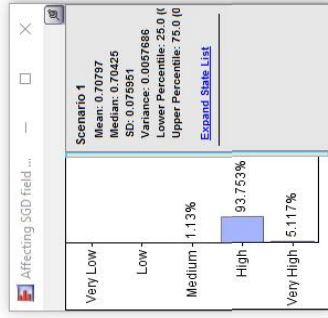 Affecting SGD field ...
Very Low
Low
Medium
1.13%
High
93.753%
Very High
5.117%
Scenario 1
Mean: 0.70797
Median: 0.70425
SD: 0.075951
Variance: 0.0057686
Lower Percentile: 25.0 (
Upper Percentile: 75.0 (0
Expand State List